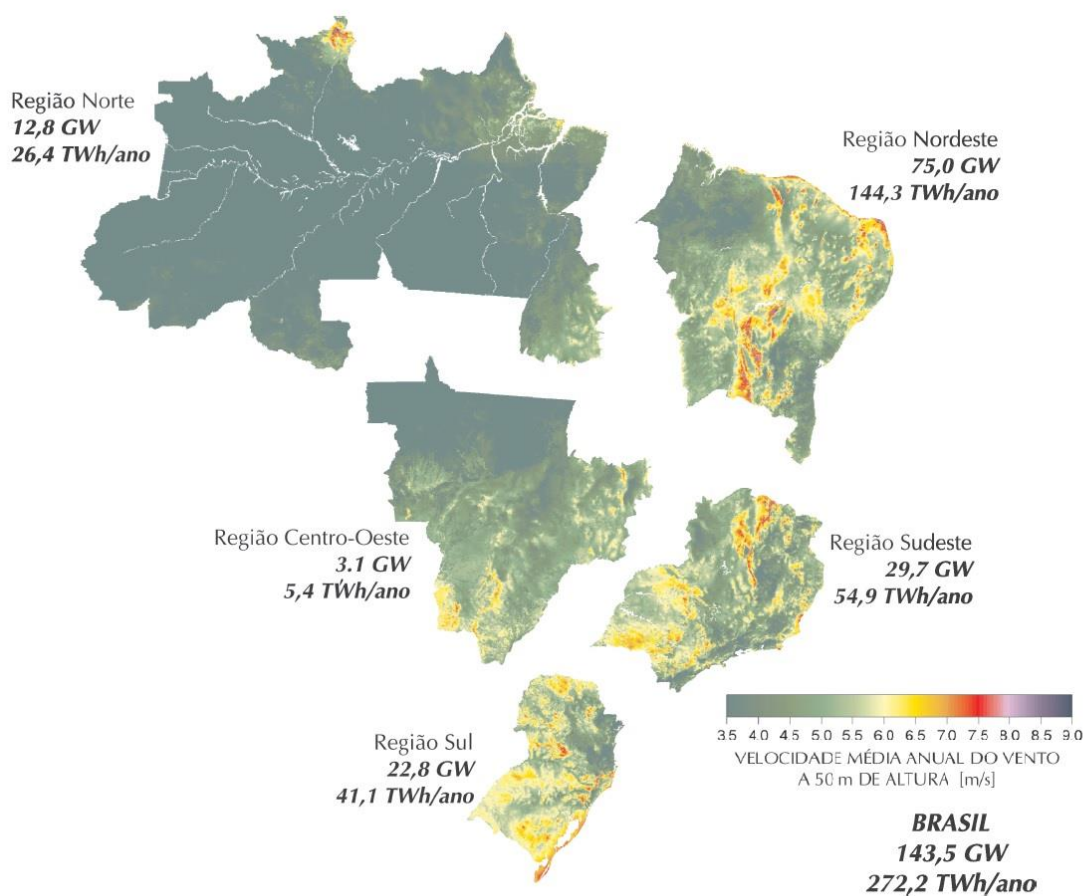 Região Norte
12,8 GW
26,4 TWh/ano
Região Nordeste
75,0 GW
144,3 TWh/ano
Região Centro-Oeste
3.1 GW
5,4 TWh/ano
Região Sudeste
29,7 GW
54,9 TWh/ano
Região Sul
22,8 GW
41,1 TWh/ano
3.5 4.0 4.5 5.0 5.5 6.0 6.5 7.0 7.5 8.0 8.5 9.0
VELOCIDADE MÉDIA ANUAL DO VENTO
A 50 m DE ALTURA [m/s]
BRASIL
143,5 GW
272,2 TWh/ano